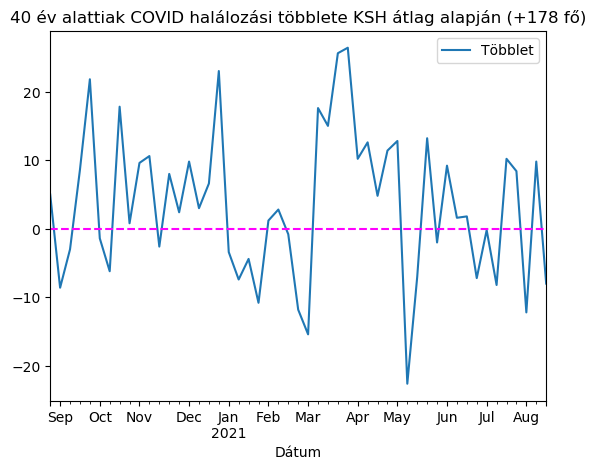 40 év alattiak COVID halálozási többlete KSH átlag alapján (+178 fő)
Többlet
20
10
0
−10
−20
Sep Oct Nov Dec Jan Feb Mar Apr May Jun Jul Aug
2021
Dátum